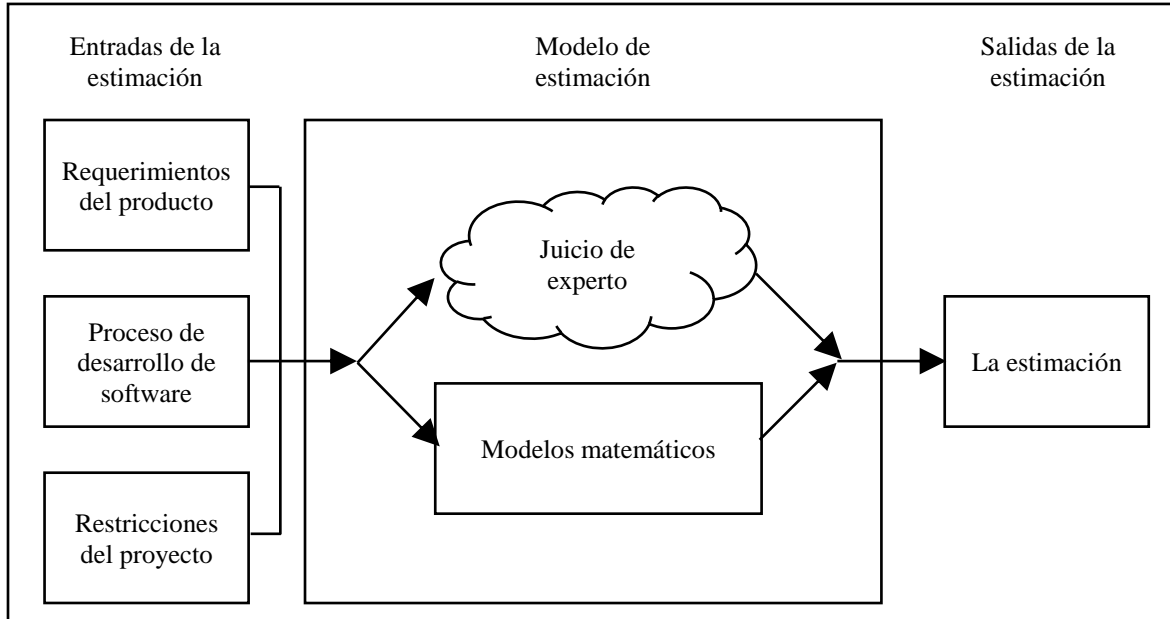 Entradas de la
estimación
Modelo de
estimación
Salidas de la
estimación
Requerimientos
del producto
Proceso de
desarrollo de
software
Restricciones
del proyecto
Juicio de
experto
Modelos matemáticos
La estimación